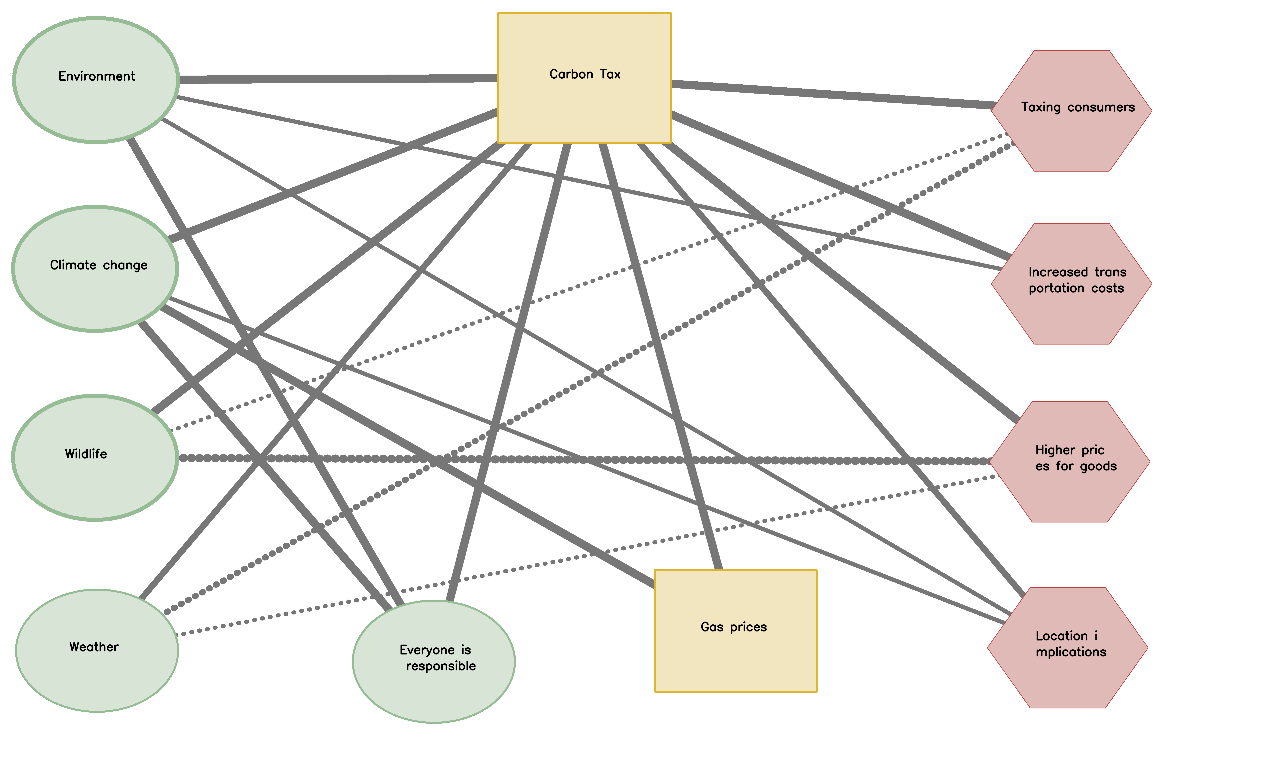 Carbon Tax
Environment
Taxing consumers
Climate change
Increased trans
portation costs
Wildlife
Higher pric
es for goods
Weather
Everyone is
responsible
Gas prices
Location i
mplications